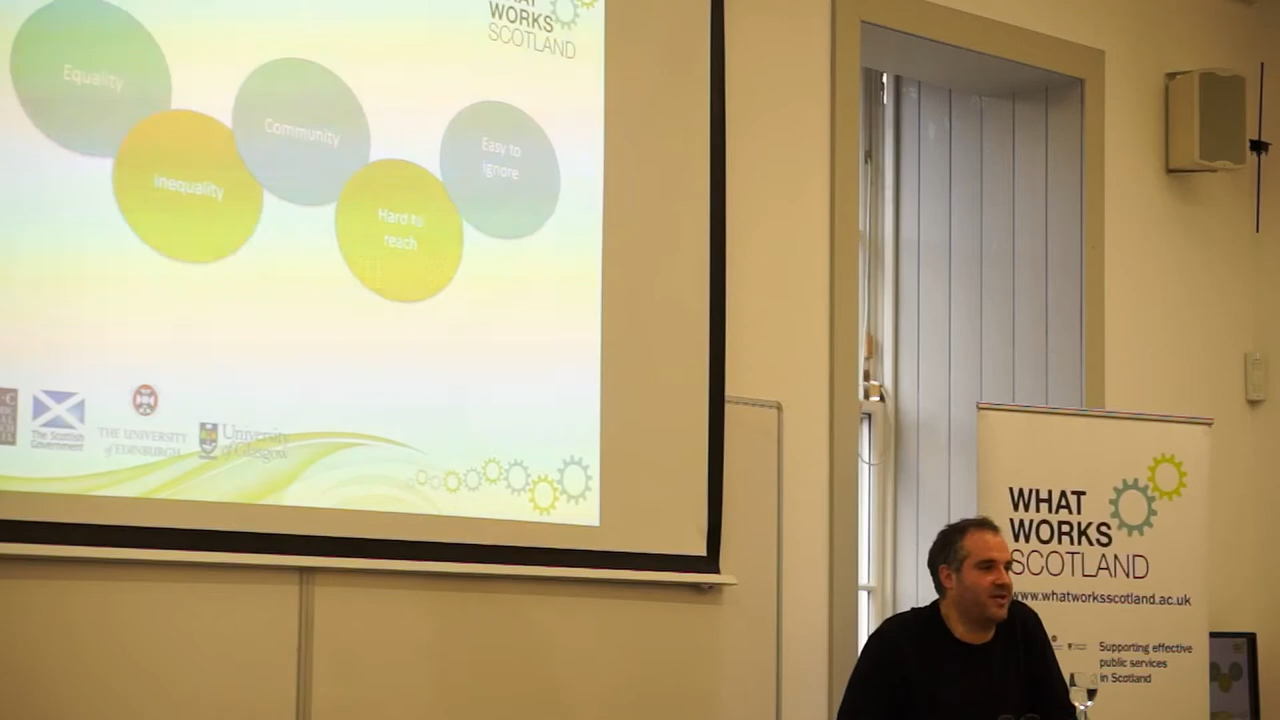 WHAT
WORKS
SCOTLAND
Equality
Community
Easy to
ignore
Inequality
Hard to
reach
The Scottish
Government
THE UNIVERSITY
of EDINBURGH
University
of Glasgow
WHAT
WORKS
SCOTLAND
www.whatworksscotland.ac.uk
Supporting effective
public services
in Scotland